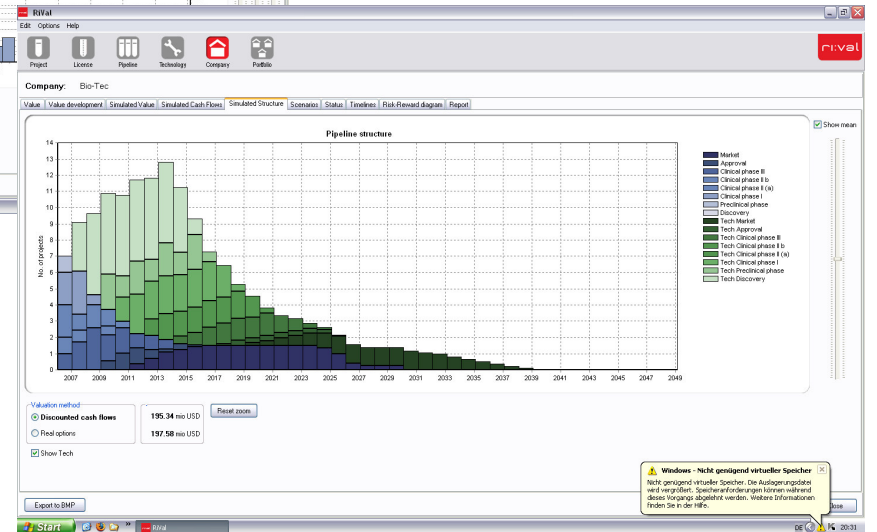 RiVal
Edit Options Help
Project License Pipeline Technology Company Portfolio
ri:val
Company: Bio-Tec
Value Value development Simulated Value Simulated Cash Flows Simulated Structure Scenarios Status Timelines Risk-Reward diagram Report
Show mean
Pipeline structure
14
13
12
11
10
9
8
7
6
5
4
3
2
1
0
No. of projects
2007 2009 2011 2013 2015 2017 2019 2021 2023 2025 2027 2029 2031 2033 2035 2037 2039 2041 2043 2045 2047 2049
Market
Approval
Clinical phase III
Clinical phase II b
Clinical phase II (a)
Clinical phase I
Preclinical phase
Discovery
Tech Market
Tech Approval
Tech Clinical phase III
Tech Clinical phase II b
Tech Clinical phase II (a)
Tech Clinical phase I
Tech Preclinical phase
Tech Discovery
Valuation method
Discounted cash flows
Real options
195.34 mio USD
197.58 mio USD
Reset zoom
Show Tech
Windows - Nicht genügend virtueller Speicher
Nicht genügend virtueller Speicher. Die Auslagerungsdatei
wird vergrößert. Speicheranforderungen können während
dieses Vorgangs abgelehnt werden. Weitere Informationen
finden Sie in der Hilfe.
Export to BMP
Close
Start
RiVal
DE
20:31